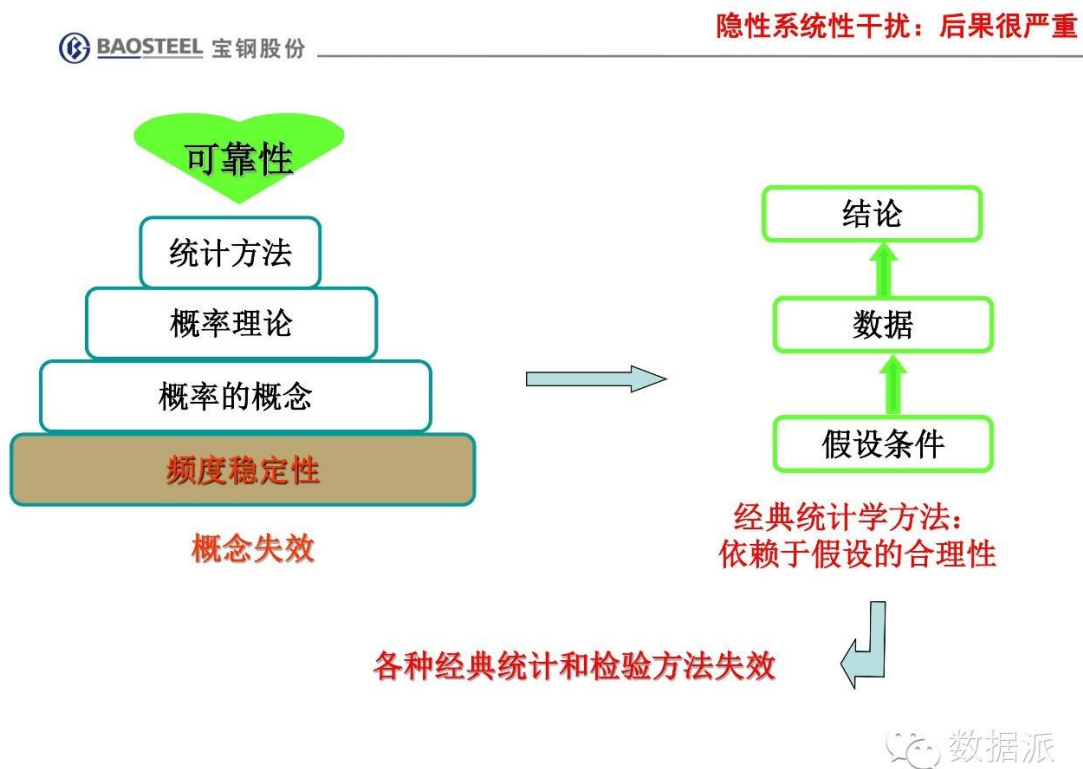 隐性系统性干扰：后果很严重
BAOSTEEL 宝钢股份
可靠性
统计方法
概率理论
概率的概念
频度稳定性
概念失效
结论
数据
假设条件
经典统计学方法：
依赖于假设的合理性
各种经典统计和检验方法失效
数据派